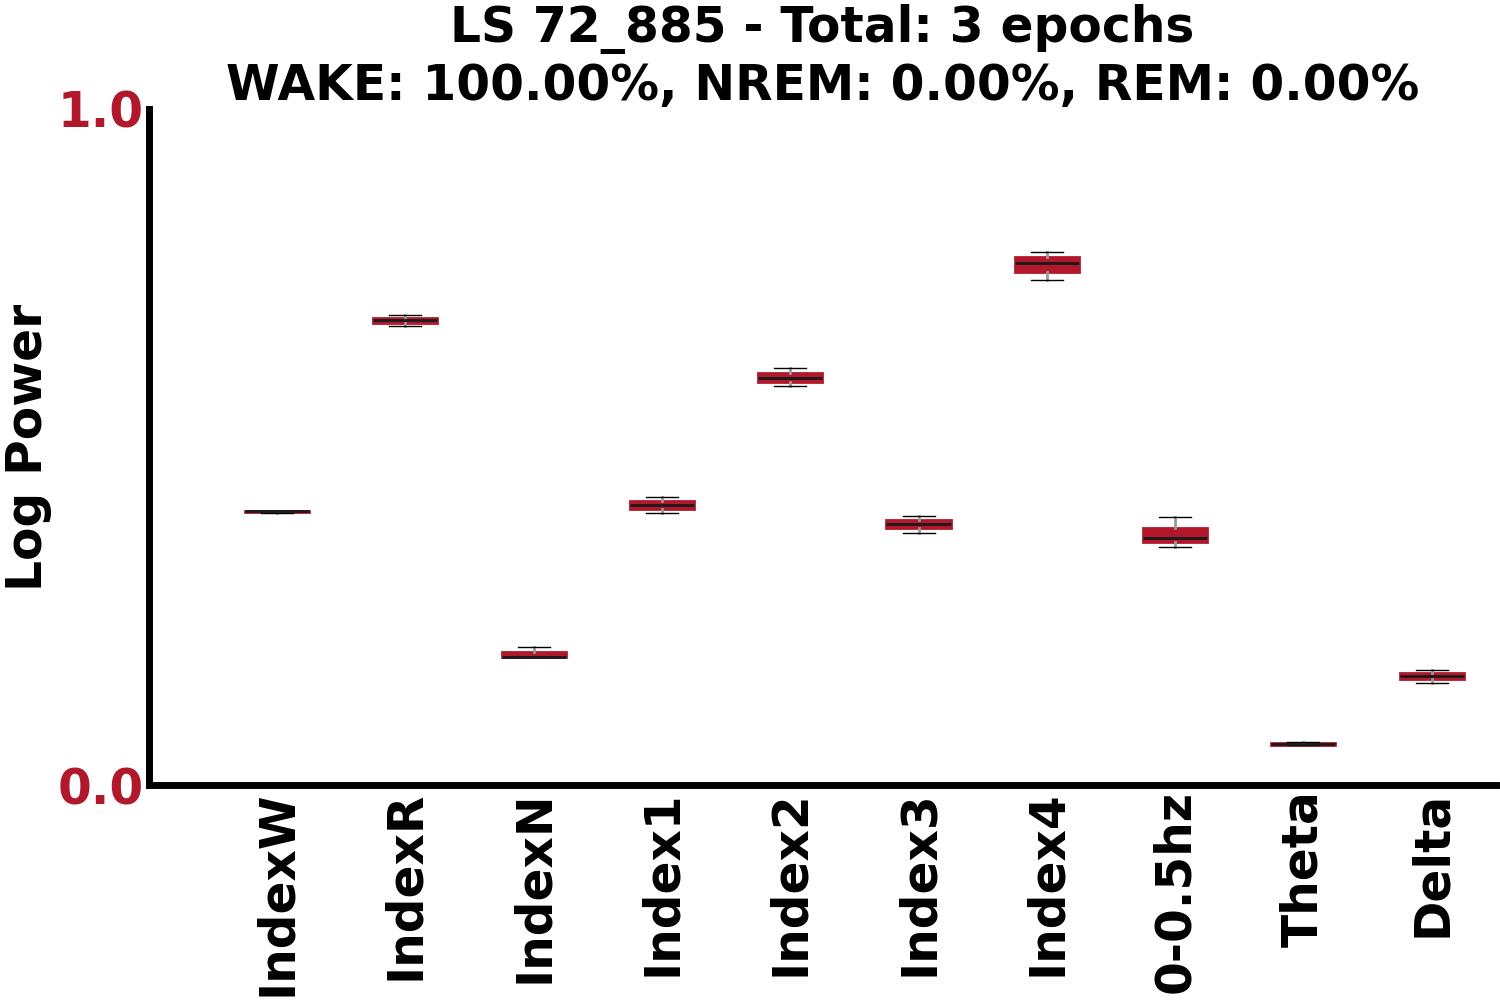 LS 72_885 - Total: 3 epochs
WAKE: 100.00%, NREM: 0.00%, REM: 0.00%
1.0
Log Power
0.0
IndexW
IndexR
IndexN
Index1
Index2
Index3
Index4
0-0.5hz
Theta
Delta